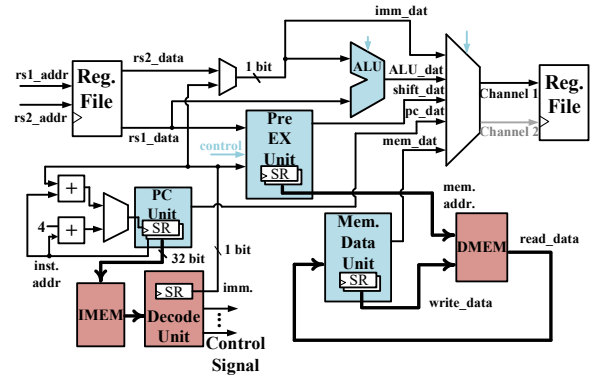 imm_dat
rs1_addr
rs2_addr
Reg.
File
rs2_data
rs1_data
1 bit
ALU
ALU_dat
shift_dat
pc_dat
mem_dat
Channel 1
Channel 2
Reg.
File
control
Pre
EX
Unit
SR
+
4
+
inst.
addr
PC
Unit
SR
32 bit
1 bit
imm.
IMEM
SR
Decode
Unit
Control
Signal
Mem.
Data
Unit
SR
mem.
addr.
DMEM
read_data
write_data